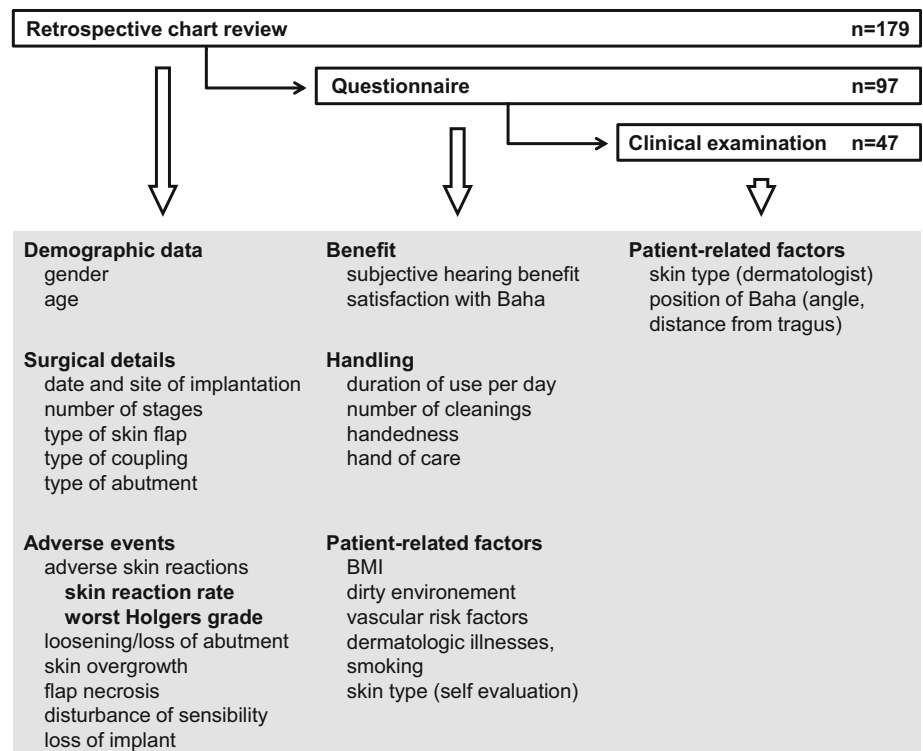 Retrospective chart review n=179
Questionnaire n=97
Clinical examination n=47
Demographic data
gender
age
Surgical details
date and site of implantation
number of stages
type of skin flap
type of coupling
type of abutment
Adverse events
adverse skin reactions
skin reaction rate
worst Holgers grade
loosening/loss of abutment
skin overgrowth
flap necrosis
disturbance of sensibility
loss of implant
Benefit
subjective hearing benefit
satisfaction with Baha
Handling
duration of use per day
number of cleanings
handedness
hand of care
Patient-related factors
BMI
dirty environement
vascular risk factors
dermatologic illnesses,
smoking
skin type (self evaluation)
Patient-related factors
skin type (dermatologist)
position of Baha (angle,
distance from tragus)